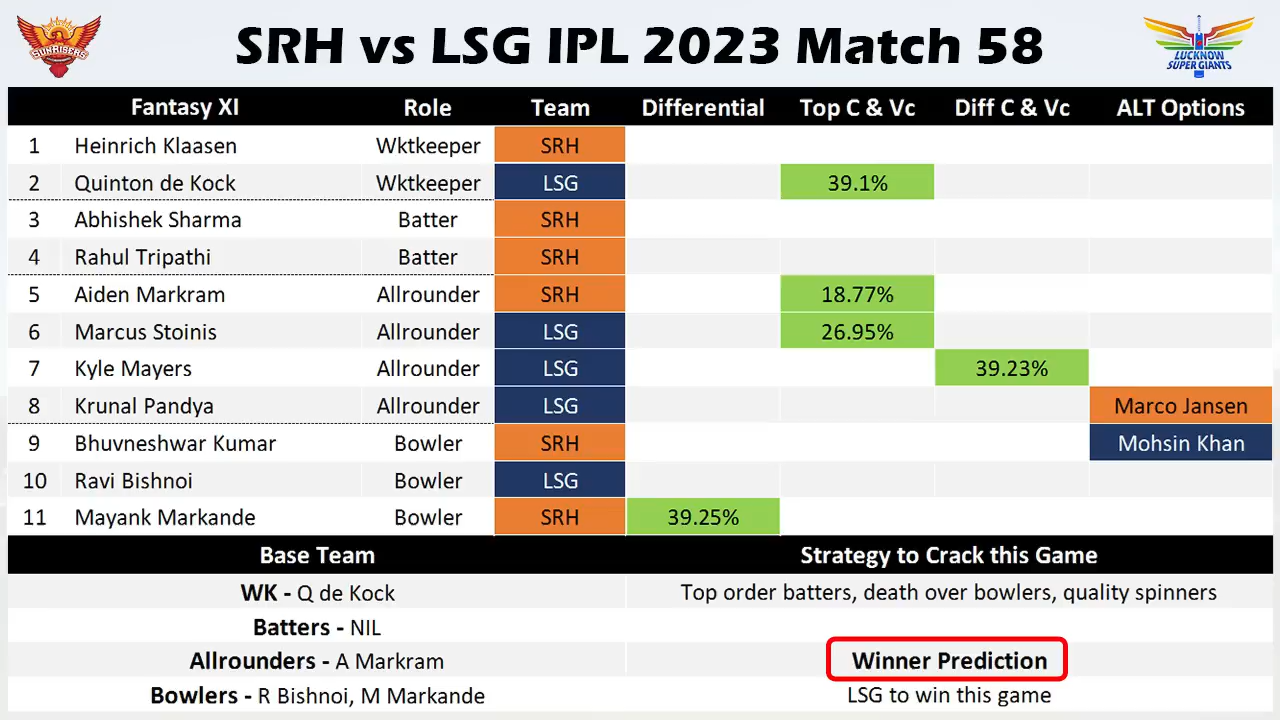 SUNRISERS
SRH vs LSG IPL 2023 Match 58
LUCKNOW
SUPER GIANTS
Fantasy XI Role Team Differential Top C & Vc Diff C & Vc ALT Options
1 Heinrich Klaasen Wktkeeper SRH
2 Quinton de Kock Wktkeeper LSG 39.1%
3 Abhishek Sharma Batter SRH
4 Rahul Tripathi Batter SRH
5 Aiden Markram Allrounder SRH 18.77%
6 Marcus Stoinis Allrounder LSG 26.95%
7 Kyle Mayers Allrounder LSG 39.23%
8 Krunal Pandya Allrounder LSG Marco Jansen
9 Bhuvneshwar Kumar Bowler SRH Mohsin Khan
10 Ravi Bishnoi Bowler LSG
11 Mayank Markande Bowler SRH 39.25%
Base Team Strategy to Crack this Game
WK - Q de Kock Top order batters, death over bowlers, quality spinners
Batters - NIL
Allrounders - A Markram Winner Prediction
Bowlers - R Bishnoi, M Markande LSG to win this game